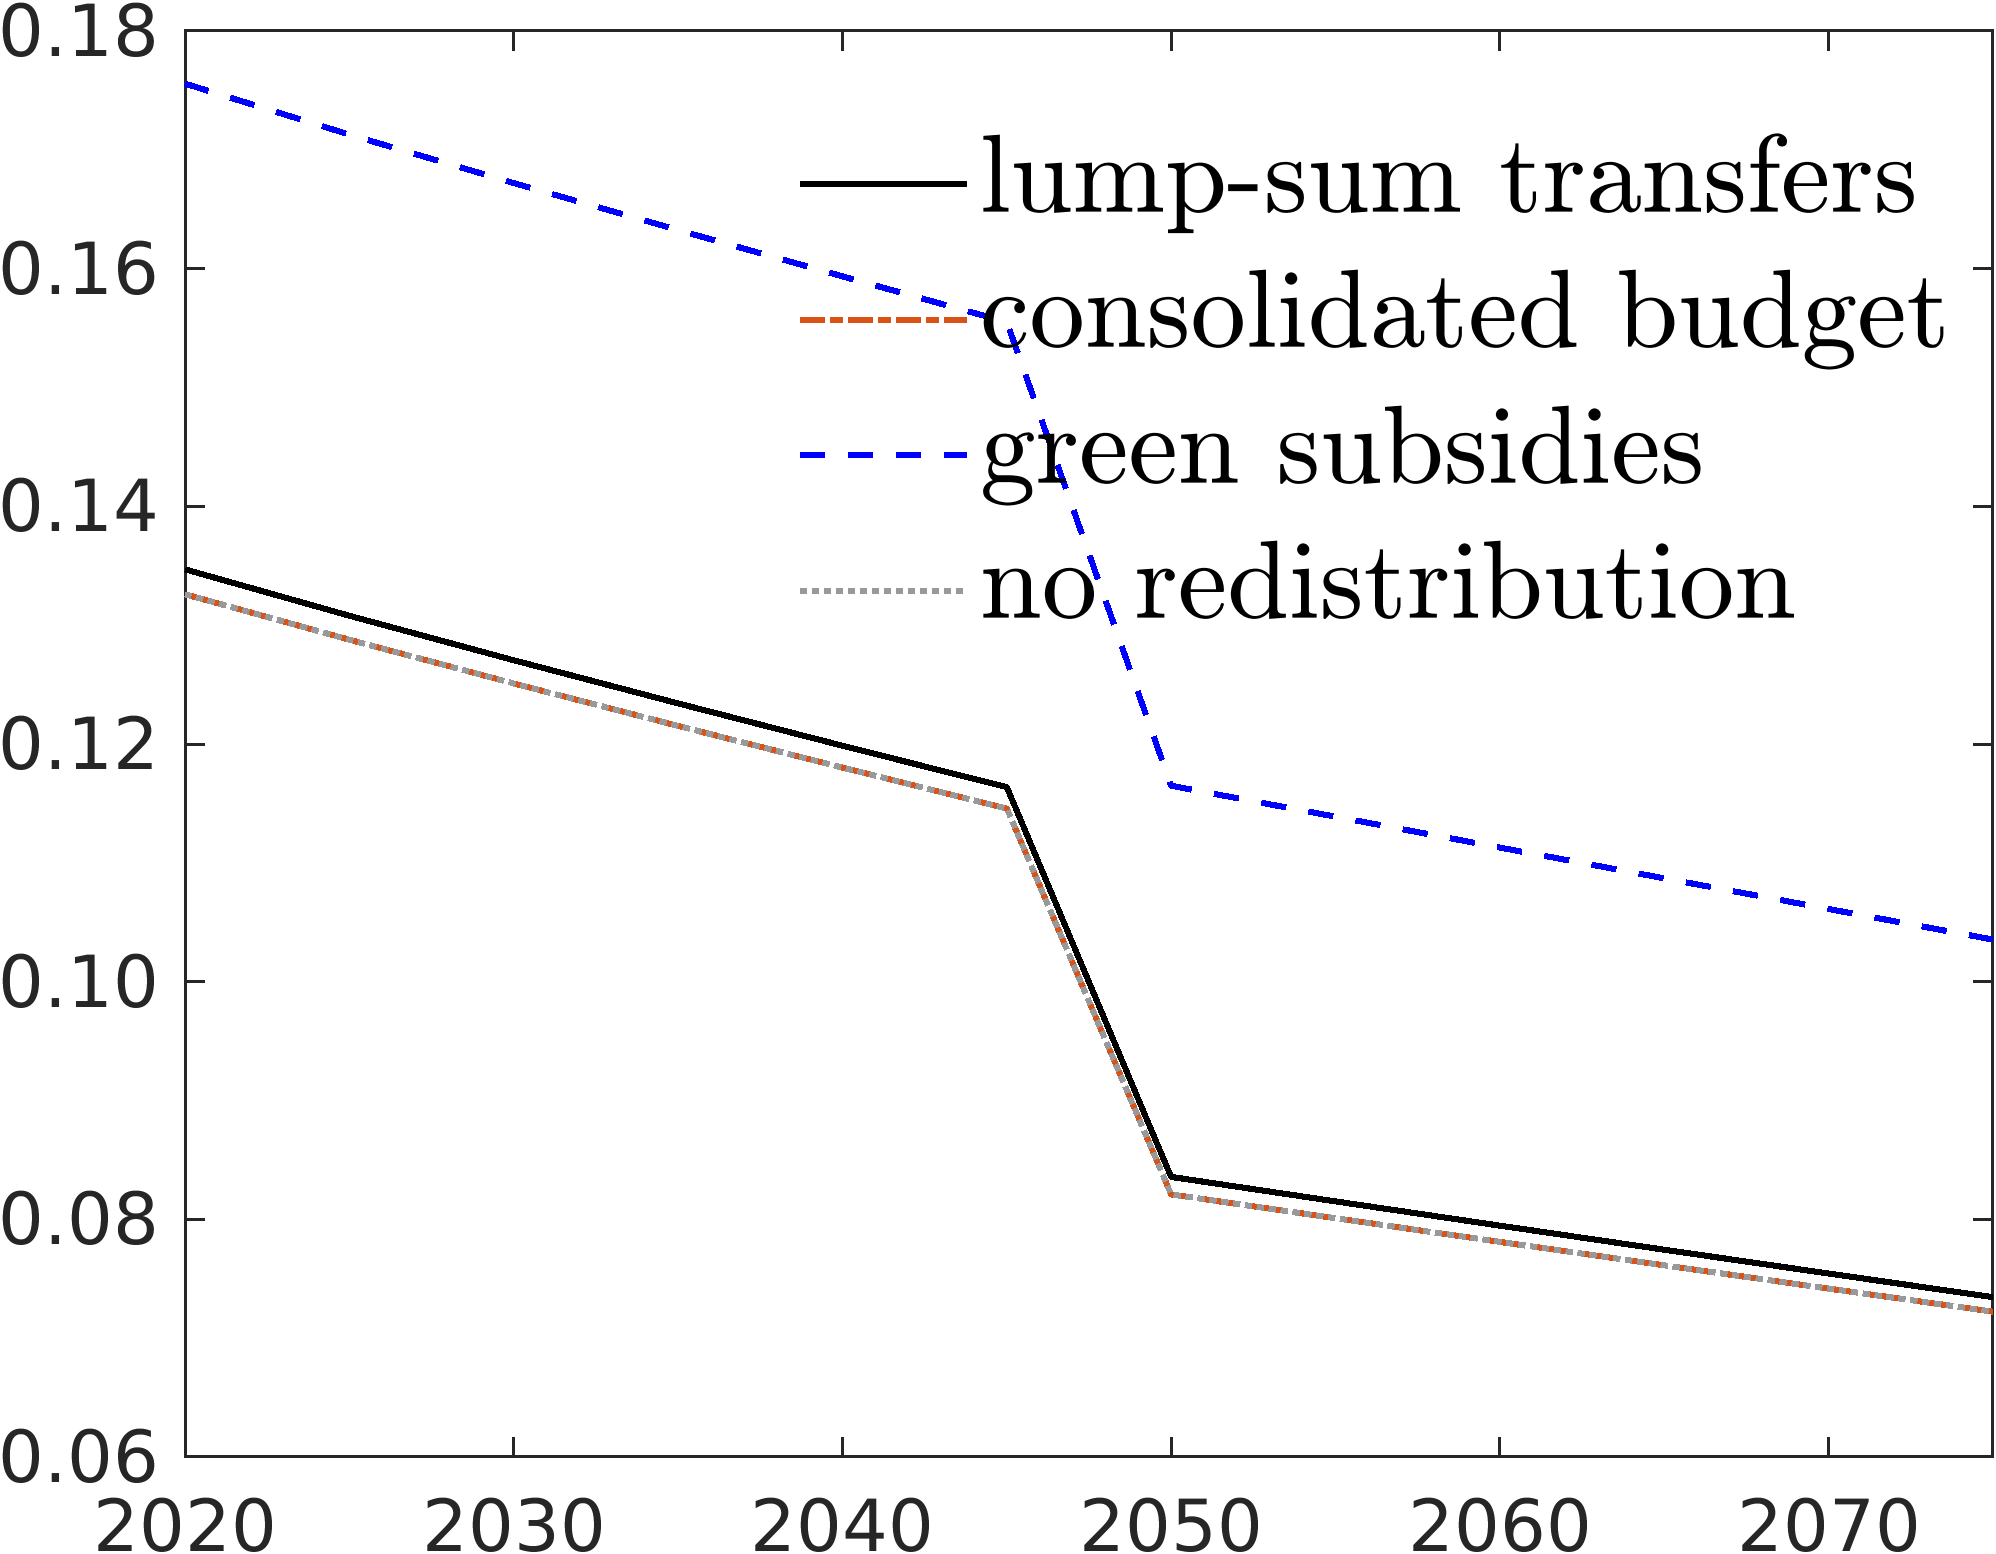 0.18
lump-sum transfers
0.16
consolidated budget
green subsidies
0.14
no redistribution
0.12
0.10
0.08
0.06
2020 2030 2040 2050 2060 2070